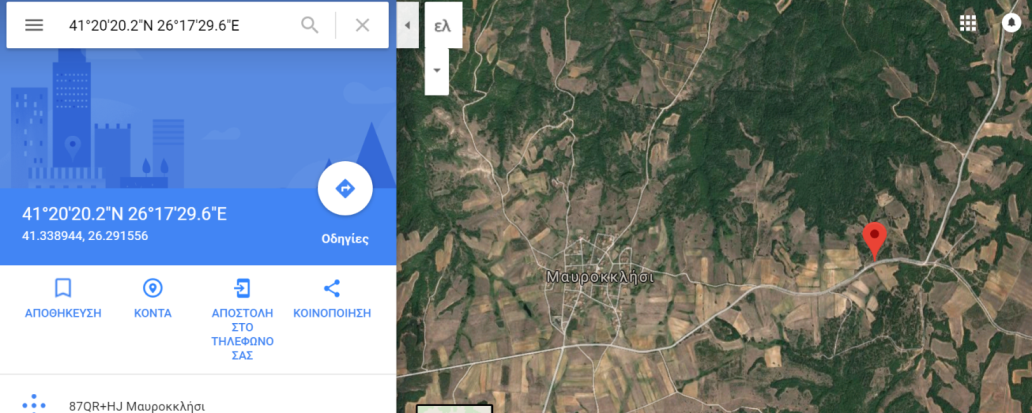 41°20'20.2"N 26°17'29.6"E
ελ
41°20'20.2"N 26°17'29.6"E
41.338944, 26.291556
Οδηγίες
ΑΠΟΘΗΚΕΥΣΗ
ΚΟΝΤΑ
ΑΠΟΣΤΟΛΗ
ΣΤΟ
ΤΗΛΕΦΩΝΟ
ΣΑΣ
ΚΟΙΝΟΠΟΙΗΣΗ
87QR+HJ Μαυροκκλήσι
Μαυροκκλήσι